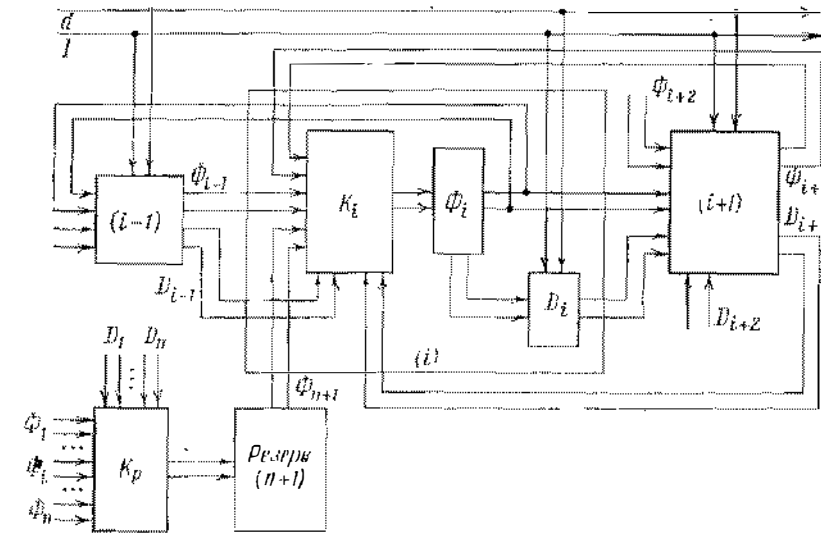 d
1
Φᵢ₊₂
Φᵢ₋₁
(i-1)
Kᵢ
Φᵢ
(i+1)
Φᵢ₊
Dᵢ₊
Dᵢ₋₁
Dᵢ
Dᵢ₊₂
(i)
D₁ Dₙ
⋮
Φₙ₊₁
Φ₁
...
Φᵢ
...
Φₙ
Kₚ
Резерв
(n+1)